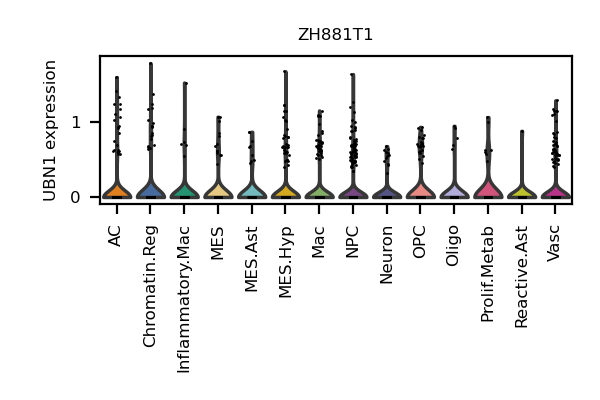 ZH881T1
UBN1 expression
1
0
AC
Chromatin.Reg
Inflammatory.Mac
MES
MES.Ast
MES.Hyp
Mac
NPC
Neuron
OPC
Oligo
Prolif.Metab
Reactive.Ast
Vasc